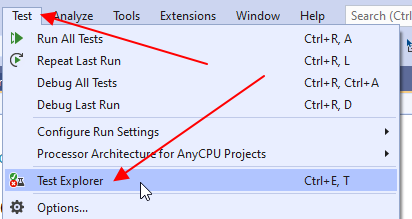 Test Analyze Tools Extensions Window Help Search (Ctrl+
Run All Tests Ctrl+R, A
Repeat Last Run Ctrl+R, L
Debug All Tests Ctrl+R, Ctrl+A
Debug Last Run Ctrl+R, D
Configure Run Settings
Processor Architecture for AnyCPU Projects
Test Explorer Ctrl+E, T
Options...